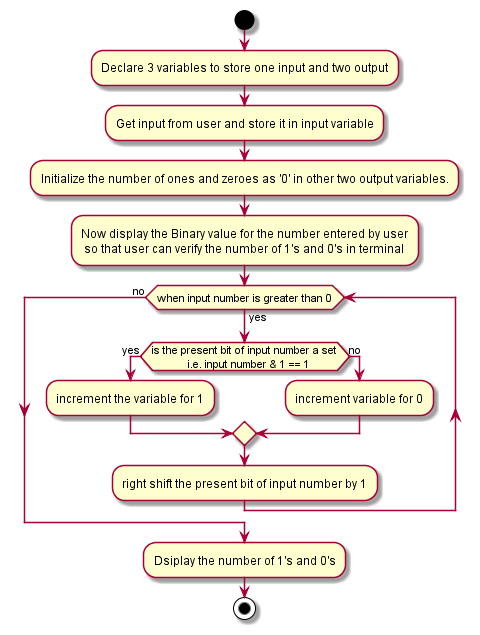 Declare 3 variables to store one input and two output
Get input from user and store it in input variable
Initialize the number of ones and zeroes as '0' in other two output variables.
Now display the Binary value for the number entered by user
so that user can verify the number of 1's and 0's in terminal
no
when input number is greater than 0
yes
yes
is the present bit of input number a set
i.e. input number & 1 == 1
no
increment the variable for 1
increment variable for 0
right shift the present bit of input number by 1
Dsiplay the number of 1's and 0's